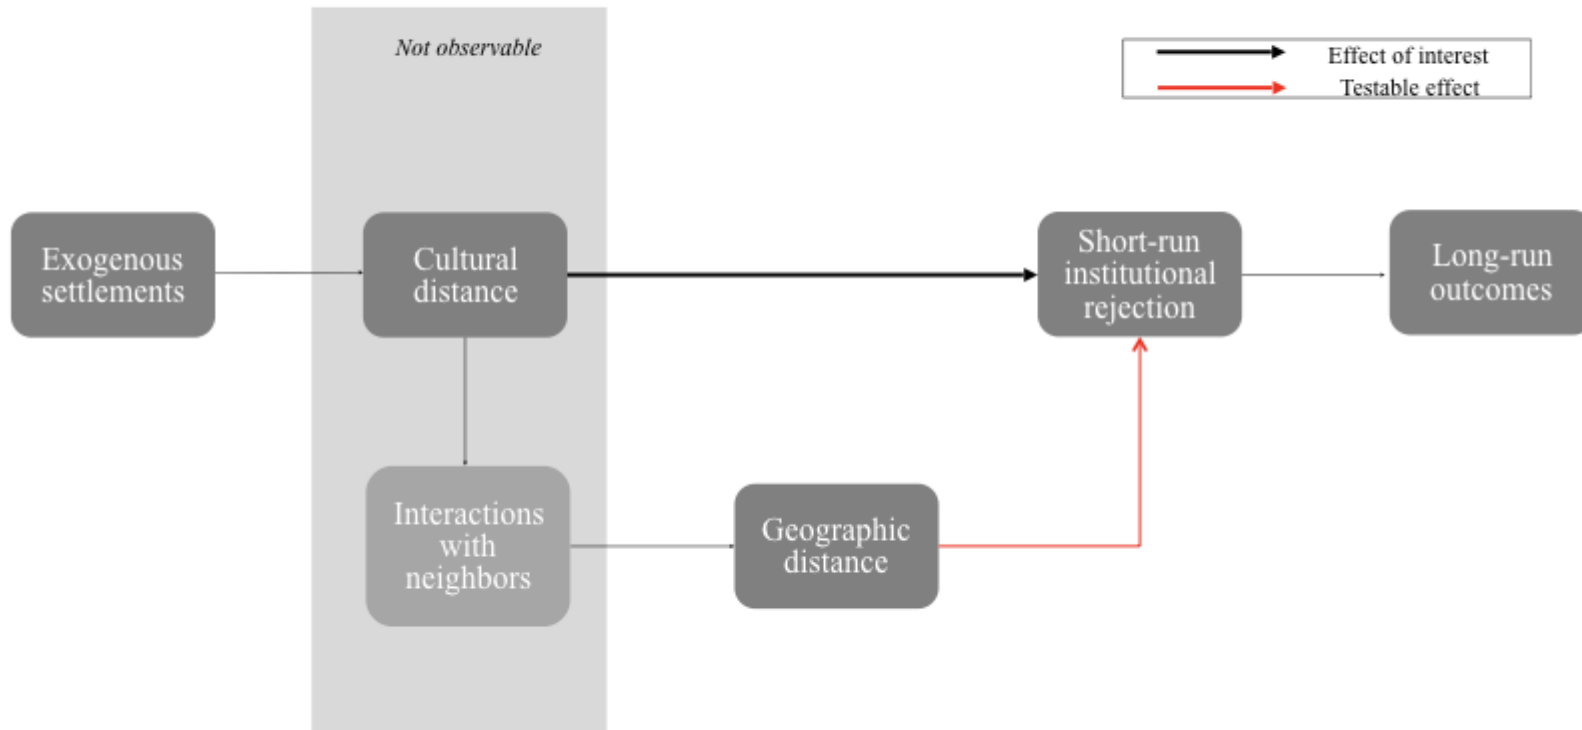 Not observable
Effect of interest
Testable effect
Exogenous
settlements
Cultural
distance
Short-run
institutional
rejection
Long-run
outcomes
Interactions
with
neighbors
Geographic
distance